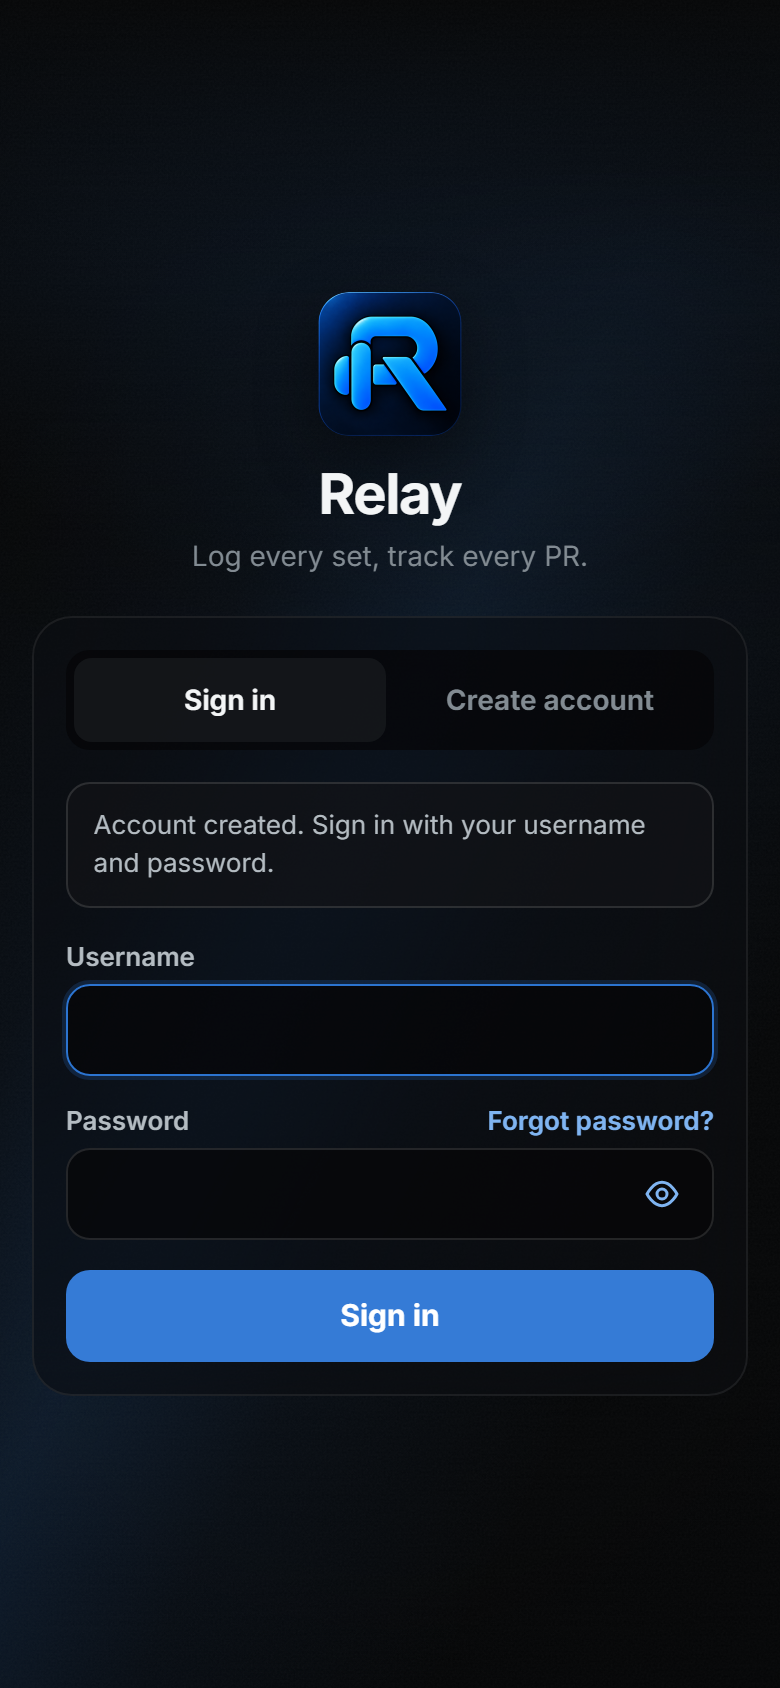 Relay
Log every set, track every PR.
Sign in
Create account
Account created. Sign in with your username
and password.
Username
Password
Forgot password?
Sign in